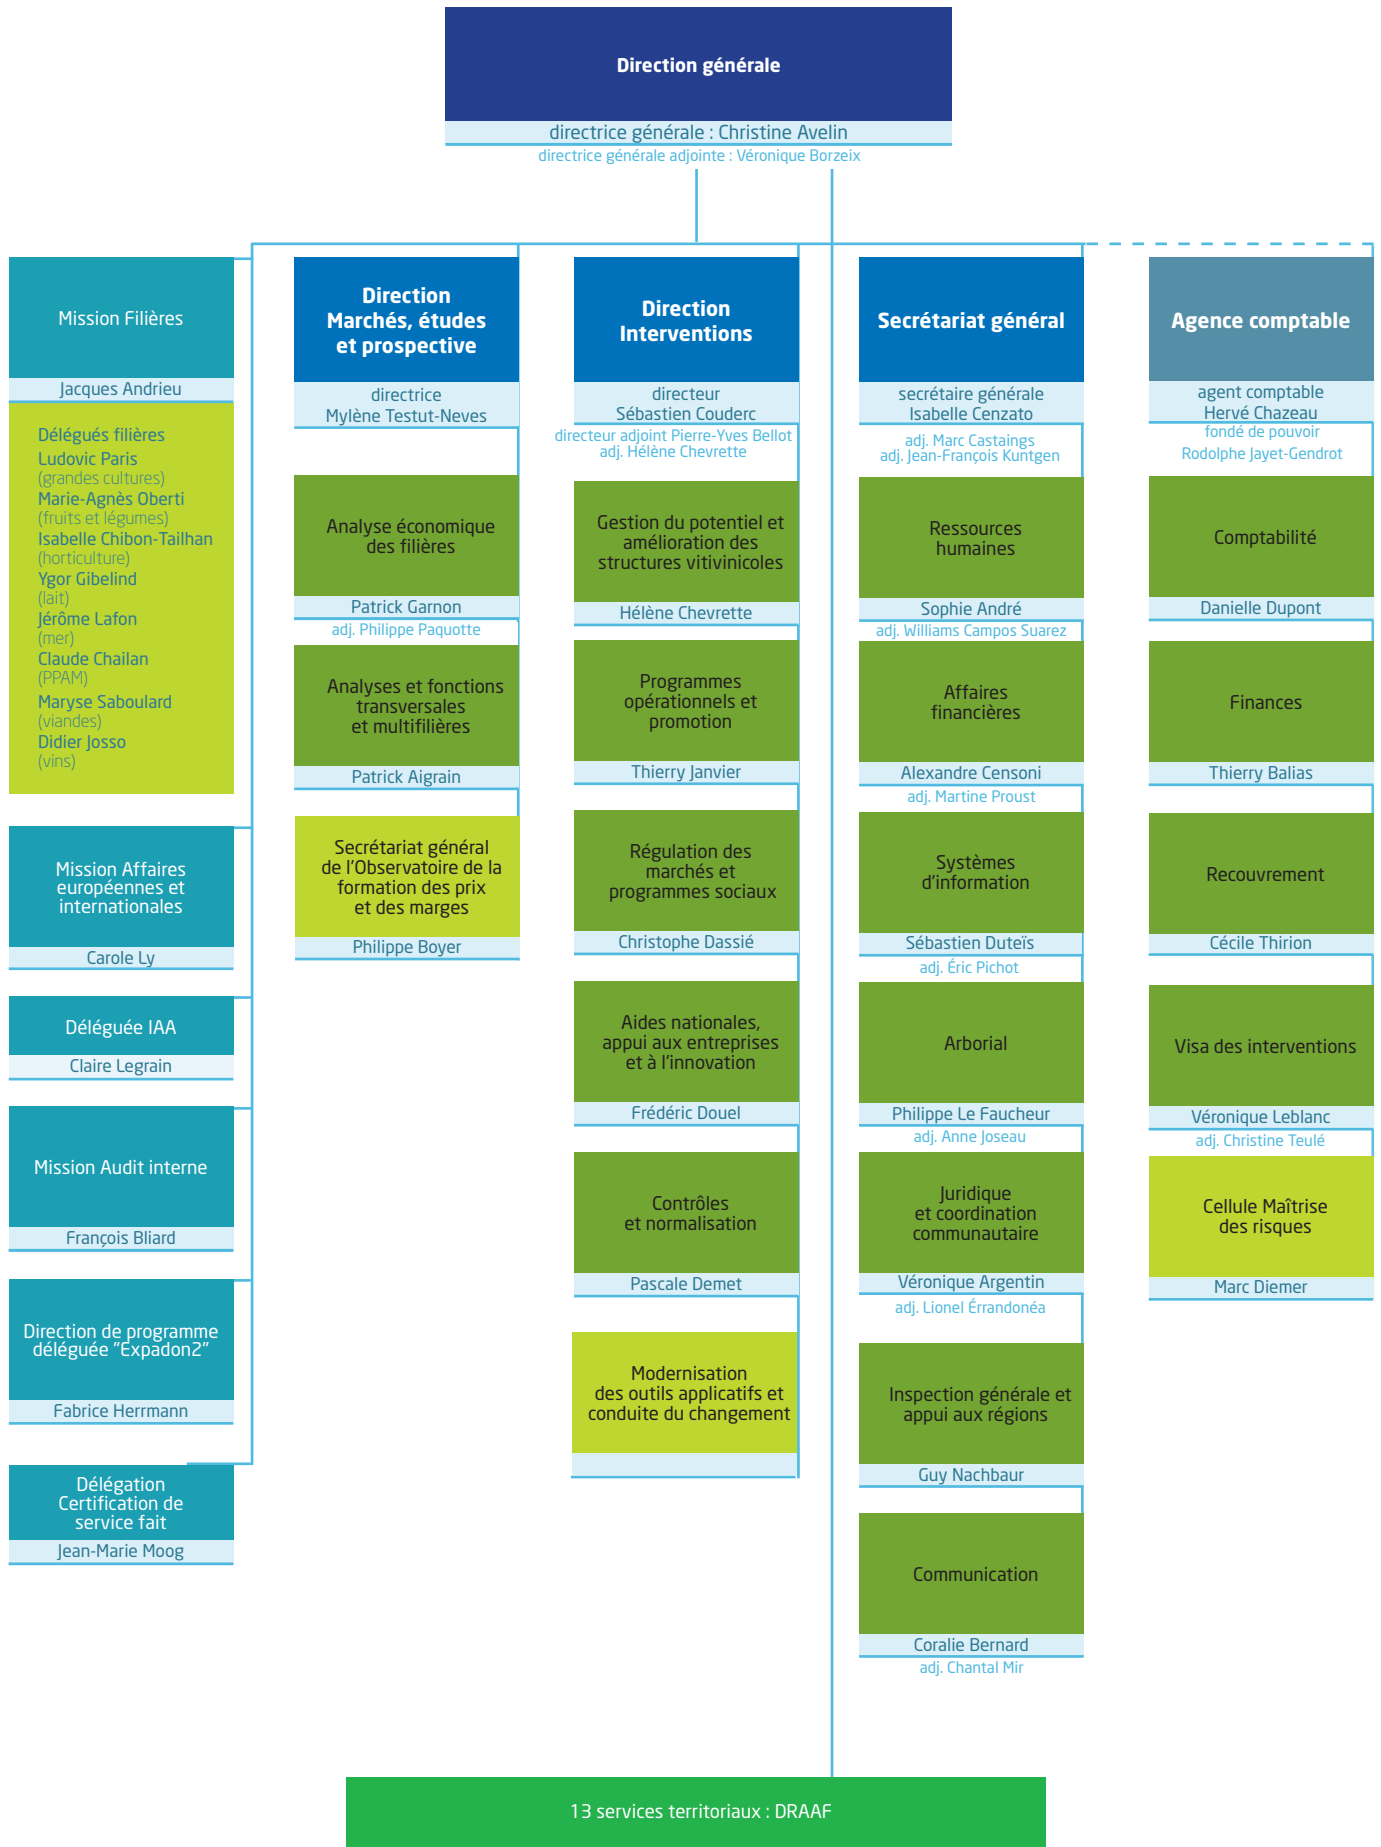 Direction générale
directrice générale : Christine Avelin
directrice générale adjointe : Véronique Borzeix
Mission Filières
Jacques Andrieu
Délégués filières
Ludovic Paris
(grandes cultures)
Marie-Agnès Oberti
(fruits et légumes)
Isabelle Chibon-Tailhan
(horticulture)
Ygor Gibelind
(lait)
Jérôme Lafon
(mer)
Claude Chailan
(PPAM)
Maryse Saboulard
(viandes)
Didier Josso
(vins)
Mission Affaires
européennes et
internationales
Carole Ly
Déléguée IAA
Claire Legrain
Mission Audit interne
François Bliard
Direction de programme
déléguée "Expadon2"
Fabrice Herrmann
Délégation
Certification de
service fait
Jean-Marie Moog
Direction
Marchés, études
et prospective
directrice
Mylène Testut-Neves
Analyse économique
des filières
Patrick Garnon
adj. Philippe Paquotte
Analyses et fonctions
transversales
et multifilières
Patrick Aigrain
Secrétariat général
de l'Observatoire de la
formation des prix
et des marges
Philippe Boyer
Direction
Interventions
directeur
Sébastien Couderc
directeur adjoint Pierre-Yves Bellot
adj. Hélène Chevrette
Gestion du potentiel et
amélioration des
structures vitivinicoles
Hélène Chevrette
Programmes
opérationnels et
promotion
Thierry Janvier
Régulation des
marchés et
programmes sociaux
Christophe Dassié
Aides nationales,
appui aux entreprises
et à l'innovation
Frédéric Douel
Contrôles
et normalisation
Pascale Demet
Modernisation
des outils applicatifs et
conduite du changement
Secrétariat général
secrétaire générale
Isabelle Cenzato
adj. Marc Castaings
adj. Jean-François Kuntgen
Ressources
humaines
Sophie André
adj. Williams Campos Suarez
Affaires
financières
Alexandre Censoni
adj. Martine Proust
Systèmes
d'information
Sébastien Duteïs
adj. Éric Pichot
Arborial
Philippe Le Faucheur
adj. Anne Joseau
Juridique
et coordination
communautaire
Véronique Argentin
adj. Lionel Érrandonéa
Inspection générale et
appui aux régions
Guy Nachbaur
Communication
Coralie Bernard
adj. Chantal Mir
Agence comptable
agent comptable
Hervé Chazeau
fondé de pouvoir
Rodolphe Jayet-Gendrot
Comptabilité
Danielle Dupont
Finances
Thierry Balias
Recouvrement
Cécile Thirion
Visa des interventions
Véronique Leblanc
adj. Christine Teulé
Cellule Maîtrise
des risques
Marc Diemer
13 services territoriaux : DRAAF